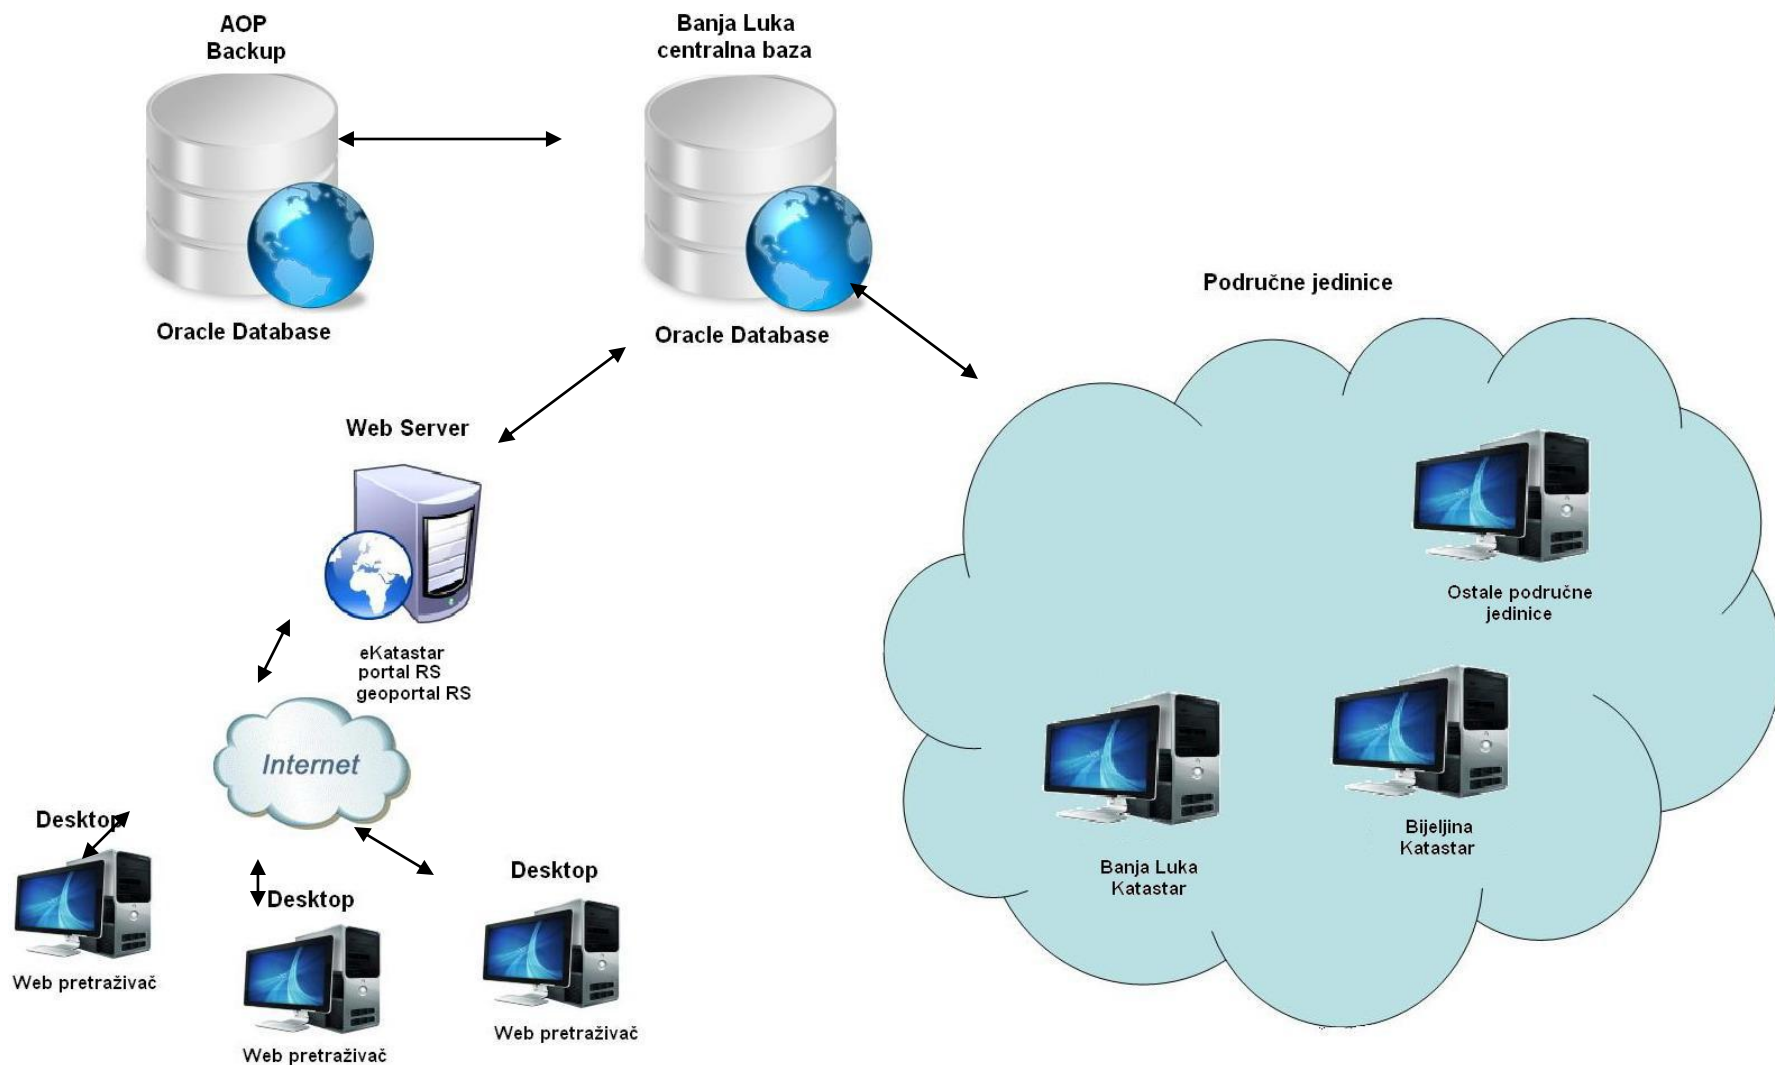 AOP
Backup
Banja Luka
centralna baza
Oracle Database
Oracle Database
Područne jedinice
Web Server
eKatastar
portal RS
geoportal RS
Internet
Ostale područne
jedinice
Bijeljina
Katastar
Banja Luka
Katastar
Desktop
Web pretraživač
Desktop
Web pretraživač
Desktop
Web pretraživač